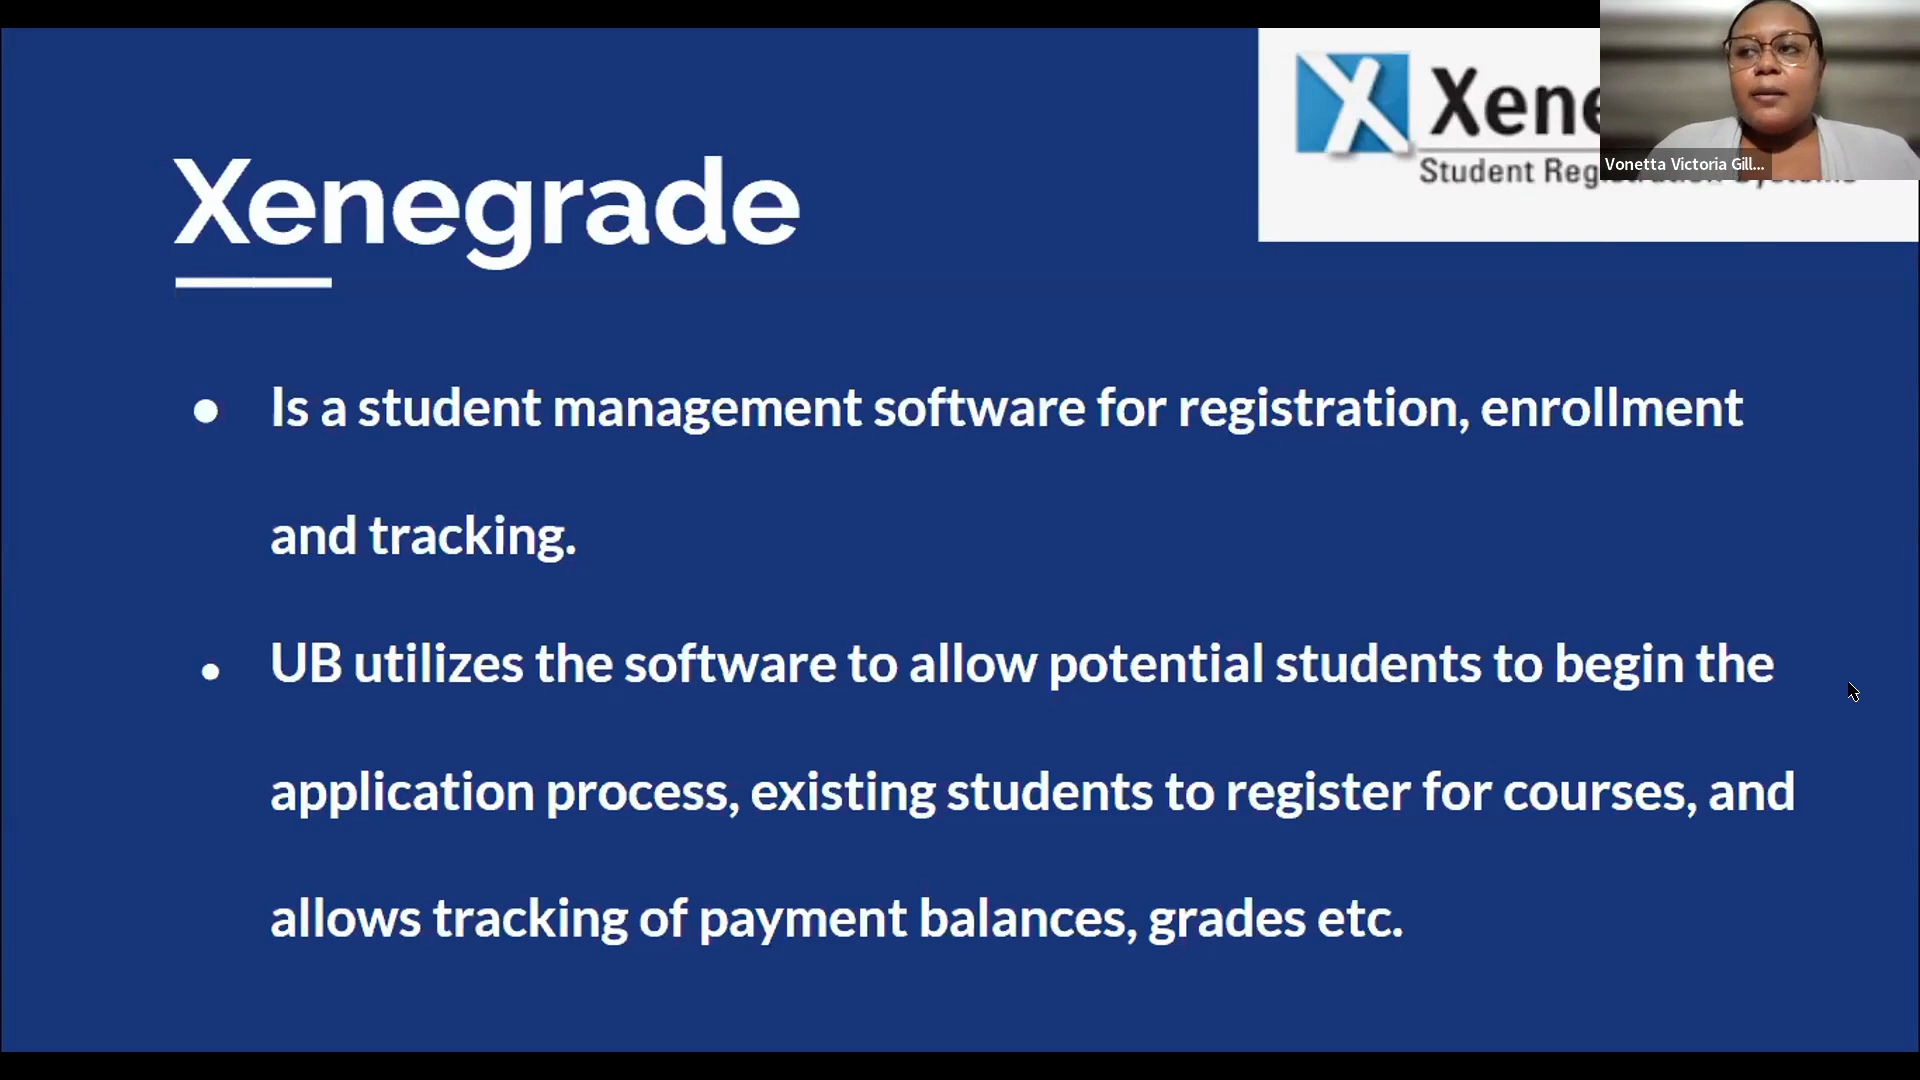 Xene
Student Reg
Vonetta Victoria Gill...
Xenegrade
Is a student management software for registration, enrollment
and tracking.
UB utilizes the software to allow potential students to begin the
application process, existing students to register for courses, and
allows tracking of payment balances, grades etc.